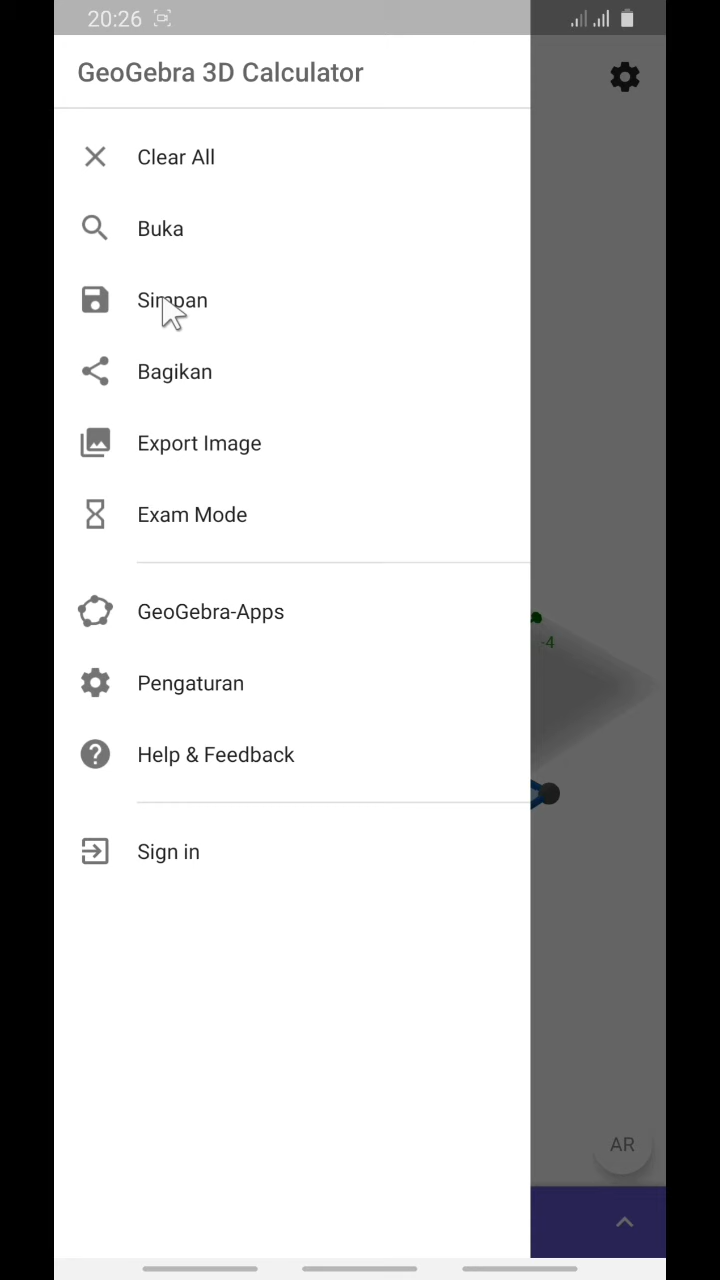 20:26
GeoGebra 3D Calculator
Clear All
Buka
Simpan
Bagikan
Export Image
Exam Mode
GeoGebra-Apps
Pengaturan
Help & Feedback
Sign in
-4
AR